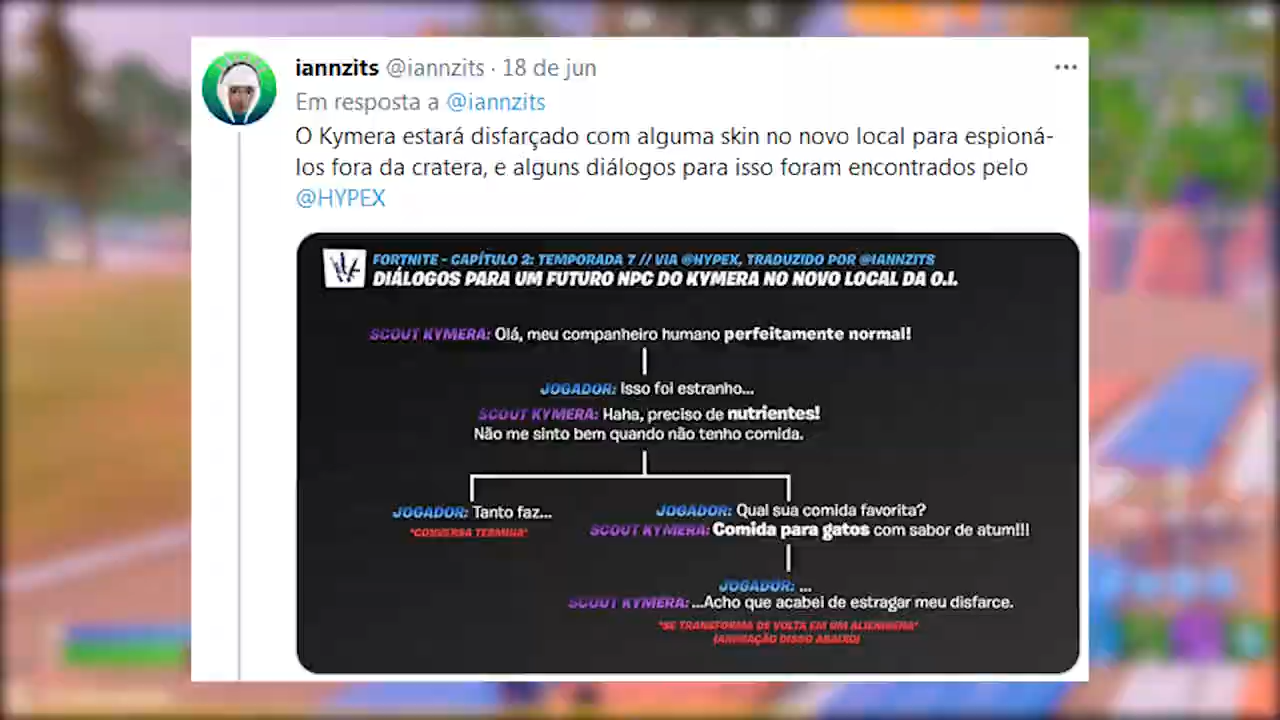 iannzits @iannzits · 18 de jun
Em resposta a @iannzits
O Kymera estará disfarçado com alguma skin no novo local para espioná-
los fora da cratera, e alguns diálogos para isso foram encontrados pelo
@HYPEX
FORTNITE - CAPÍTULO 2: TEMPORADA 7 // VIA @HYPEX, TRADUZIDO POR @IANNZITS
DIÁLOGOS PARA UM FUTURO NPC DO KYMERA NO NOVO LOCAL DA O.I.
SCOUT KYMERA: Olá, meu companheiro humano perfeitamente normal!
JOGADOR: Isso foi estranho...
SCOUT KYMERA: Haha, preciso de nutrientes!
Não me sinto bem quando não tenho comida.
JOGADOR: Tanto faz...
*CONVERSA TERMINA*
JOGADOR: Qual sua comida favorita?
SCOUT KYMERA: Comida para gatos com sabor de atum!!!
JOGADOR: ...
SCOUT KYMERA: ...Acho que acabei de estragar meu disfarce.
*SE TRANSFORMA DE VOLTA EM UM ALIENÍGENA*
(ANIMAÇÃO DISSO ABAIXO)